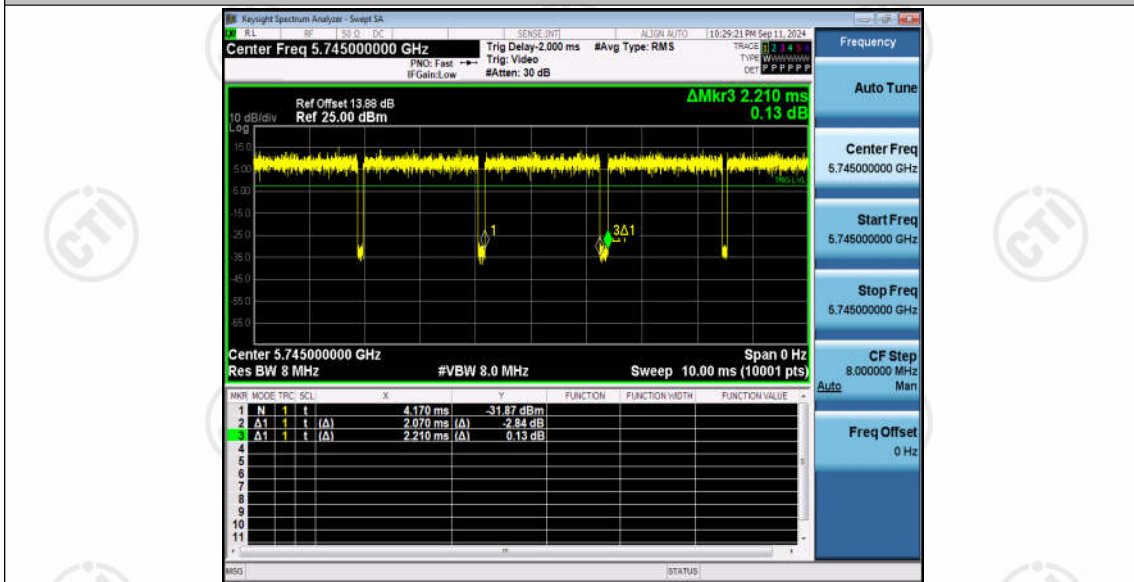 Keysight Spectrum Analyzer - Swept SA
RL RF 50 Ω DC SENSE:INT ALIGN AUTO 10:29:21 PM Sep 11, 2024
Center Freq 5.745000000 GHz
PNO: Fast
IFGain:Low
Trig Delay-2.000 ms
Trig: Video
#Atten: 30 dB
#Avg Type: RMS
TRACE 1 2 3 4 5 6
TYPE WWWWWW
DET P P P P P P
Ref Offset 13.88 dB
10 dB/div Ref 25.00 dBm
Log
ΔMkr3 2.210 ms
0.13 dB
15.0
5.00
-5.00
-15.0
-25.0
-35.0
-45.0
-55.0
-65.0
TRIG LVL
1
3Δ1
Center 5.745000000 GHz Span 0 Hz
Res BW 8 MHz #VBW 8.0 MHz Sweep 10.00 ms (10001 pts)
MKR MODE TRC SCL X Y FUNCTION FUNCTION WIDTH FUNCTION VALUE
1 N 1 t 4.170 ms -31.87 dBm
2 Δ1 1 t (Δ) 2.070 ms (Δ) -2.84 dB
3 Δ1 1 t (Δ) 2.210 ms (Δ) 0.13 dB
4
5
6
7
8
9
10
11
MSG STATUS
Frequency
Auto Tune
Center Freq
5.745000000 GHz
Start Freq
5.745000000 GHz
Stop Freq
5.745000000 GHz
CF Step
8.000000 MHz
Auto Man
Freq Offset
0 Hz
CTI
CTI